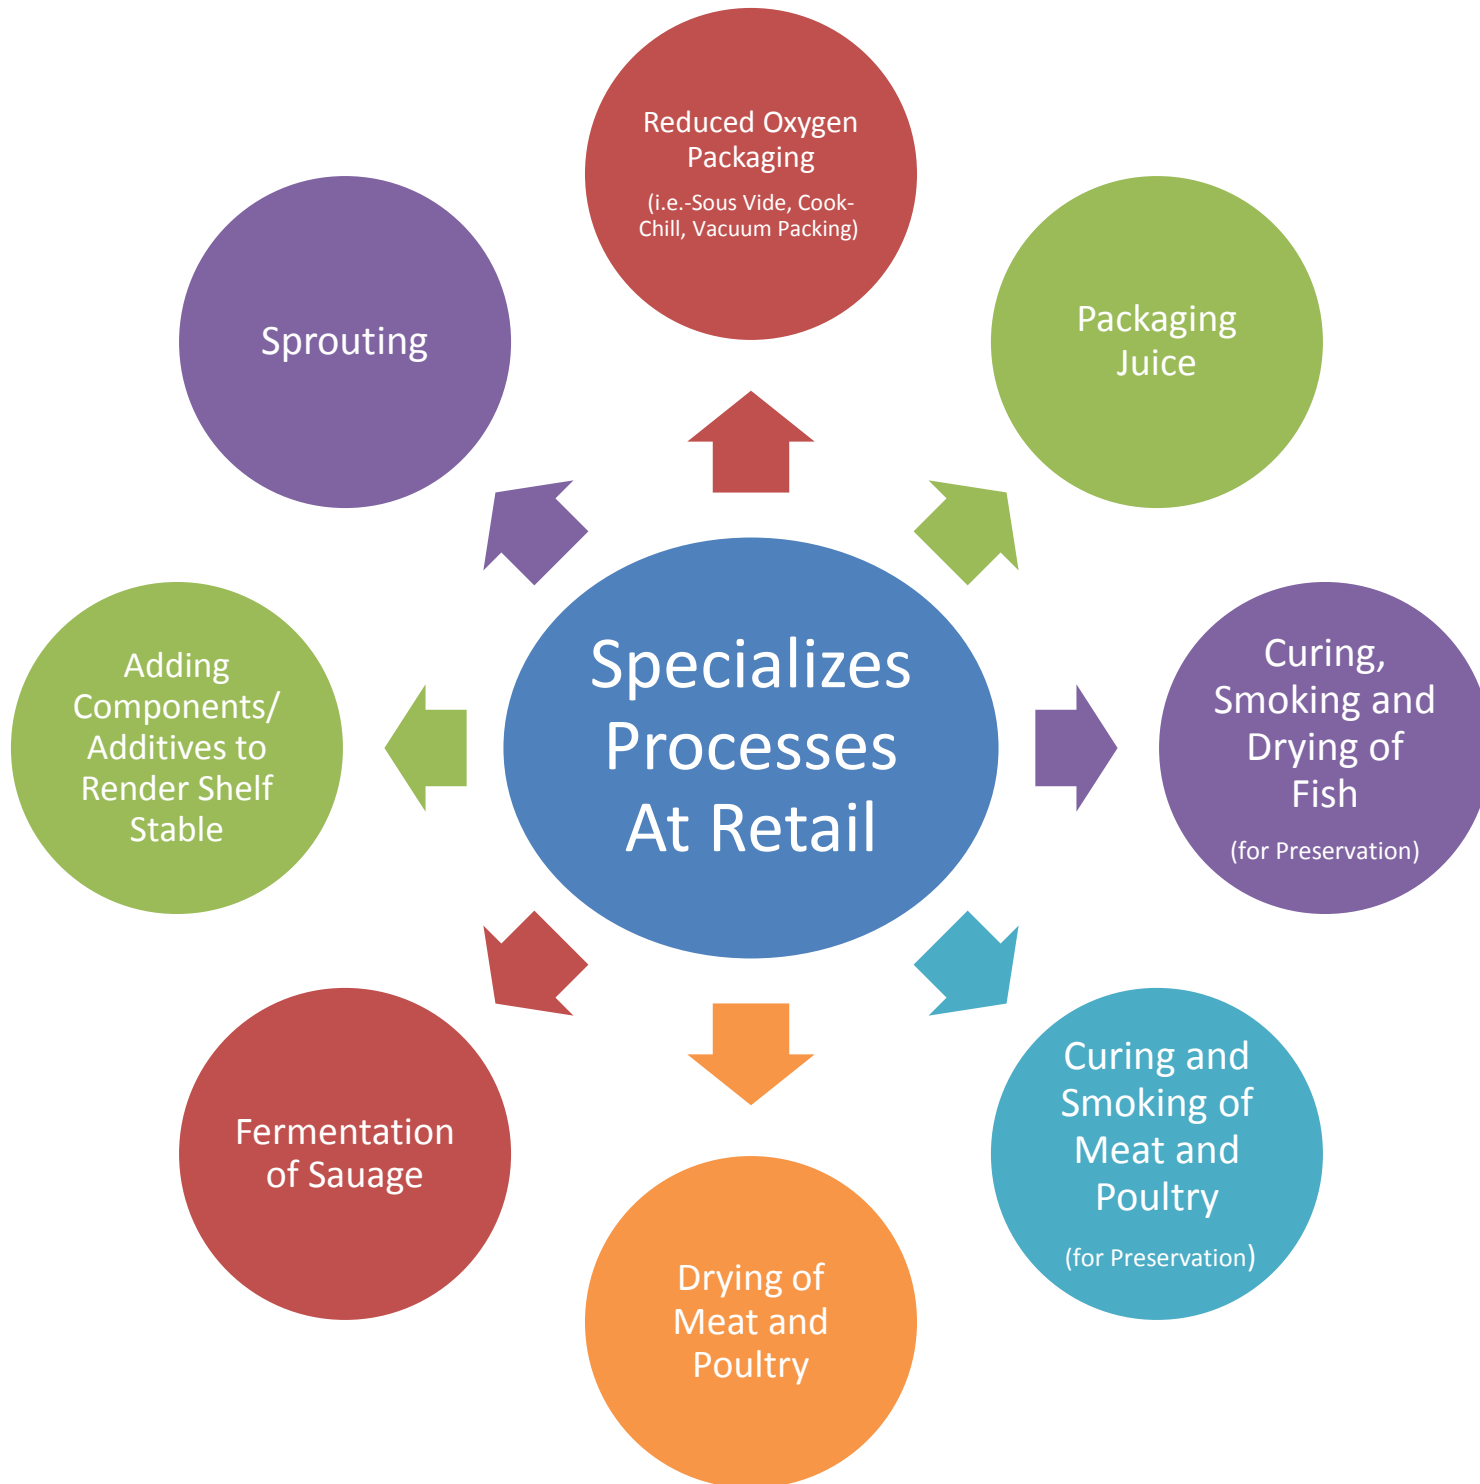 Reduced Oxygen
Packaging
(i.e.-Sous Vide, Cook-
Chill, Vacuum Packing)
Packaging
Juice
Curing,
Smoking and
Drying of
Fish
(for Preservation)
Curing and
Smoking of
Meat and
Poultry
(for Preservation)
Drying of
Meat and
Poultry
Fermentation
of Sauage
Adding
Components/
Additives to
Render Shelf
Stable
Sprouting
Specializes
Processes
At Retail